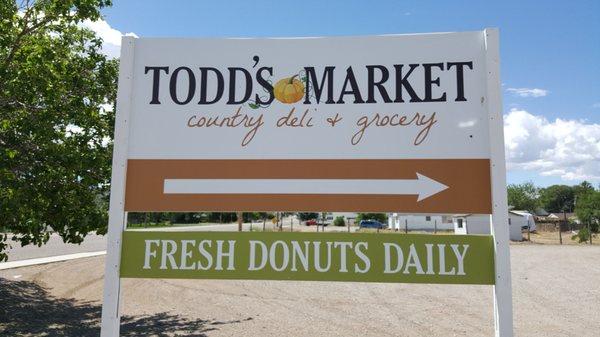 TODD'S MARKET
country deli & grocery
FRESH DONUTS DAILY